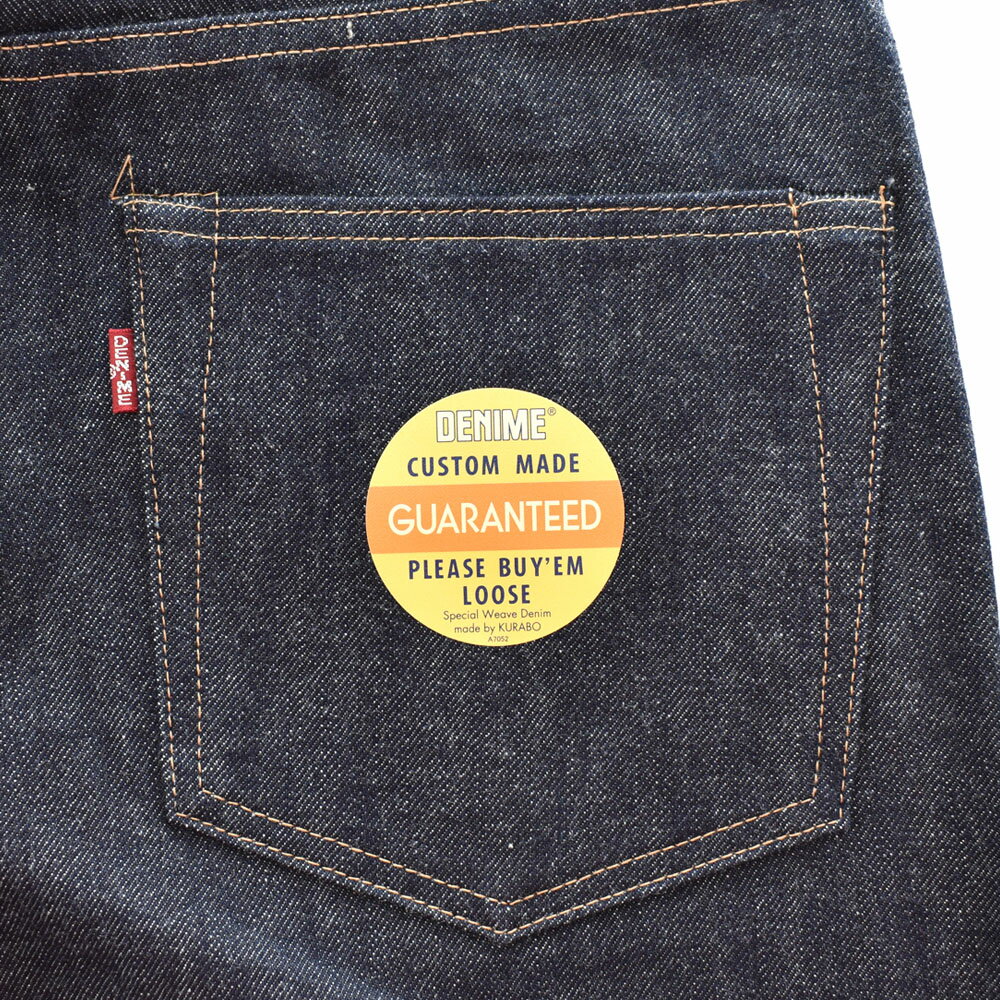 DENIME
DENIME®
CUSTOM MADE
GUARANTEED
PLEASE BUY'EM
LOOSE
Special Weave Denim
made by KURABO
A7052